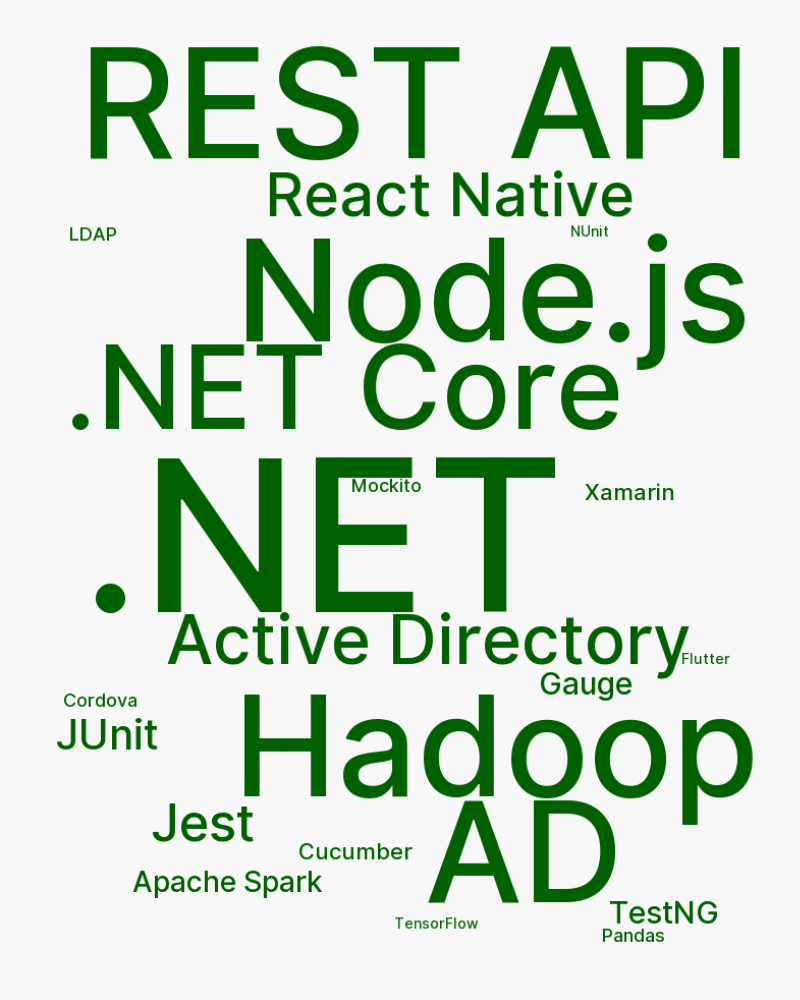 REST API
React Native
LDAP
NUnit
Node.js
.NET Core
.NET
Mockito
Xamarin
Active Directory
Flutter
Gauge
Cordova
JUnit
Hadoop
Jest
AD
Cucumber
Apache Spark
TestNG
TensorFlow
Pandas